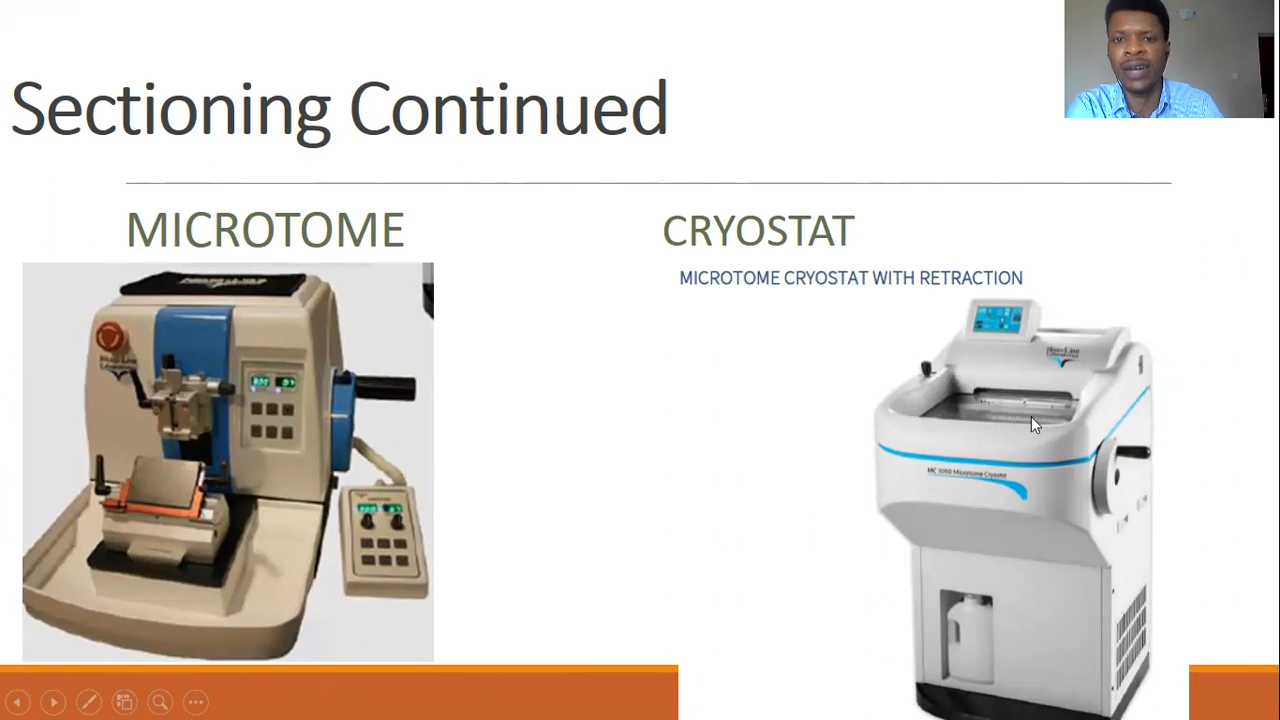 Sectioning Continued
MICROTOME
CRYOSTAT
MICROTOME CRYOSTAT WITH RETRACTION
MC 5050 Microtome Cryostat